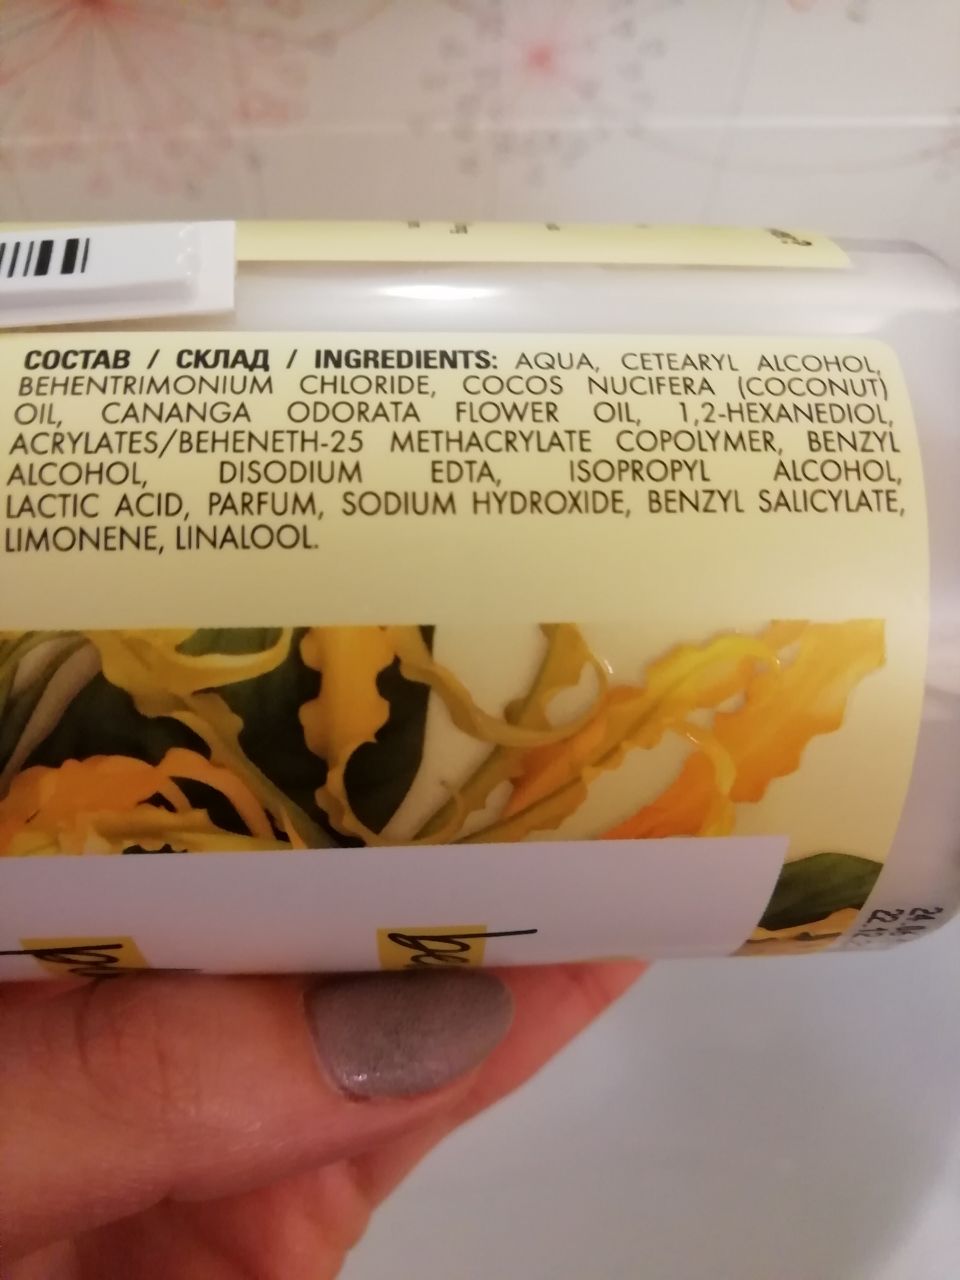 СОСТАВ / СКЛАД / INGREDIENTS: AQUA, CETEARYL ALCOHOL,
BEHENTRIMONIUM CHLORIDE, COCOS NUCIFERA (COCONUT)
OIL, CANANGA ODORATA FLOWER OIL, 1,2-HEXANEDIOL,
ACRYLATES/BEHENETH-25 METHACRYLATE COPOLYMER, BENZYL
ALCOHOL, DISODIUM EDTA, ISOPROPYL ALCOHOL,
LACTIC ACID, PARFUM, SODIUM HYDROXIDE, BENZYL SALICYLATE,
LIMONENE, LINALOOL.